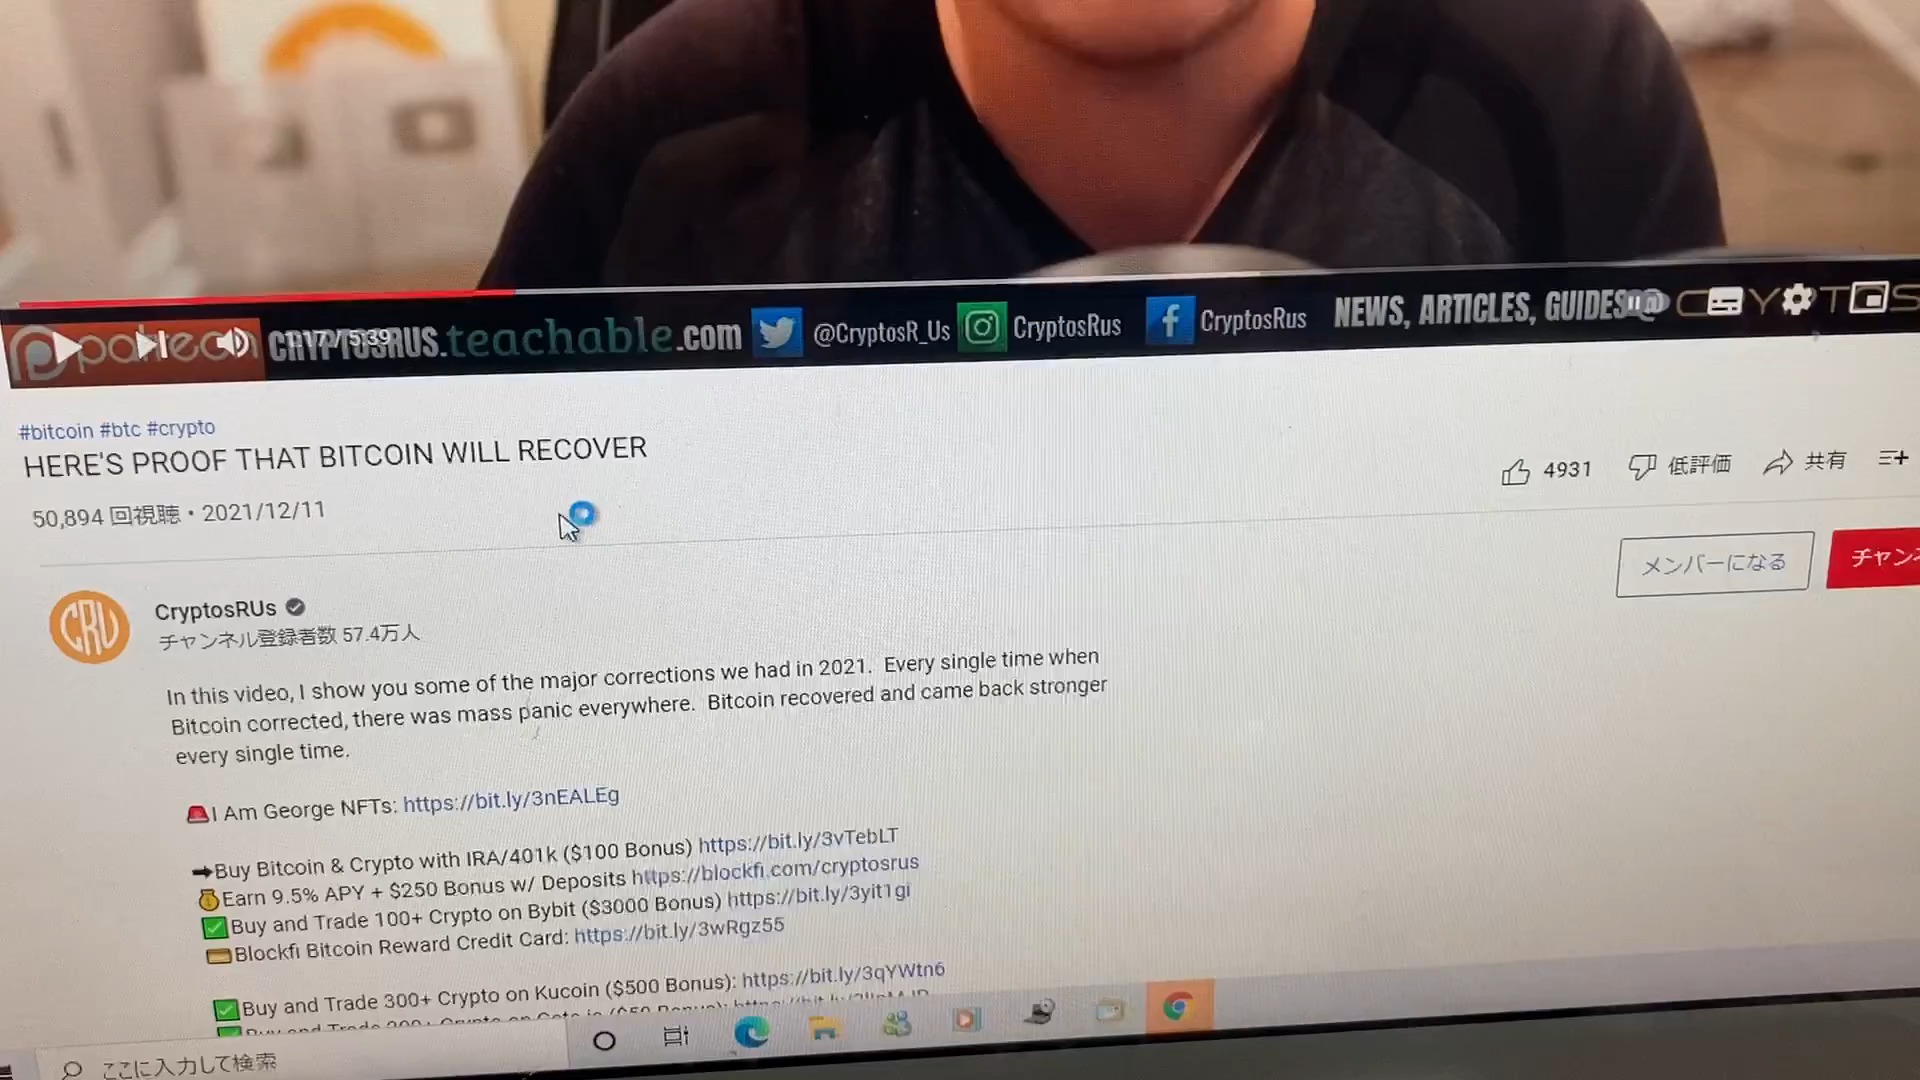 patreon CRYPTOSRUS.teachable.com @CryptosR_Us CryptosRus CryptosRus NEWS, ARTICLES, GUIDES
1:17 / 5:39
#bitcoin #btc #crypto
HERE'S PROOF THAT BITCOIN WILL RECOVER
50,894 回視聴・2021/12/11
4931 低評価 共有
メンバーになる
CryptosRUs
チャンネル登録者数 57.4万人
In this video, I show you some of the major corrections we had in 2021. Every single time when
Bitcoin corrected, there was mass panic everywhere. Bitcoin recovered and came back stronger
every single time.
🚨I Am George NFTs: https://bit.ly/3nEALEg
➡Buy Bitcoin & Crypto with IRA/401k ($100 Bonus) https://bit.ly/3vTebLT
💰Earn 9.5% APY + $250 Bonus w/ Deposits https://blockfi.com/cryptosrus
✅Buy and Trade 100+ Crypto on Bybit ($3000 Bonus) https://bit.ly/3yit1gi
💳Blockfi Bitcoin Reward Credit Card: https://bit.ly/3wRgz55
✅Buy and Trade 300+ Crypto on Kucoin ($500 Bonus): https://bit.ly/3qYWtn6
ここに入力して検索